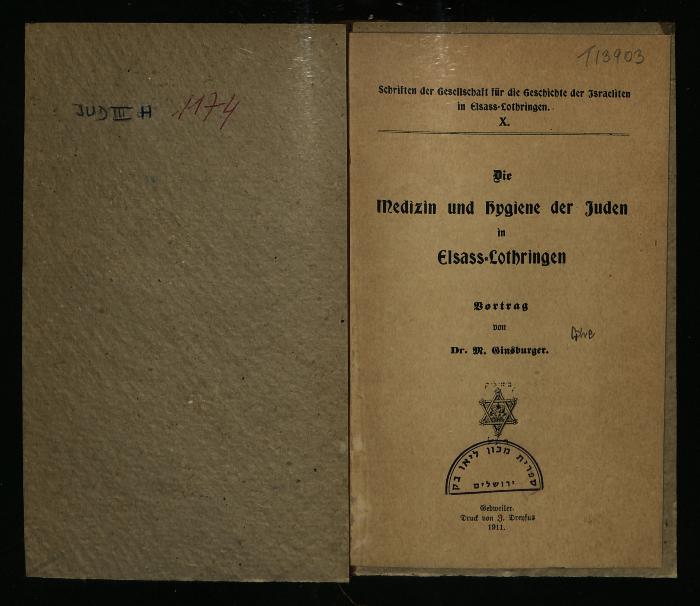 JUD III H 1174
T13903
Schriften der Gesellschaft für die Geschichte der Israeliten
in Elsass-Lothringen.
X.
Die
Medizin und Hygiene der Juden
in
Elsass-Lothringen
Vortrag
von
Dr. M. Ginsburger.
ספרית מכון ליאו בק
ירושלים
Gebweiler.
Druck von J. Dreyfus
1911.